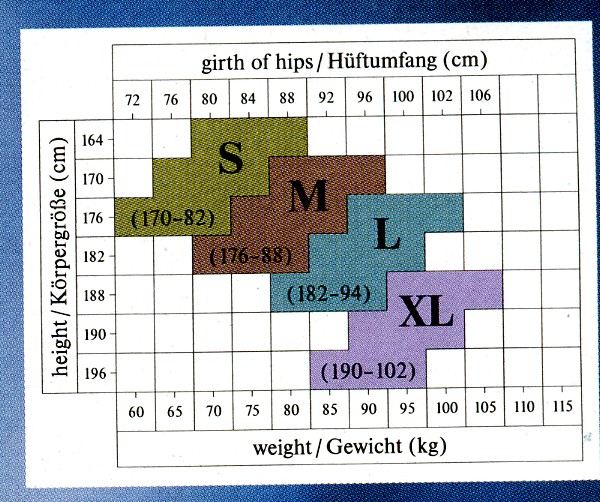 girth of hips / Hüftumfang (cm)
72 76 80 84 88 92 96 100 102 106
height / Körpergröße (cm)
164
170
176
182
188
190
196
S
M
L
XL
(170-82)
(176-88)
(182-94)
(190-102)
60 65 70 75 80 85 90 95 100 105 110 115
weight / Gewicht (kg)